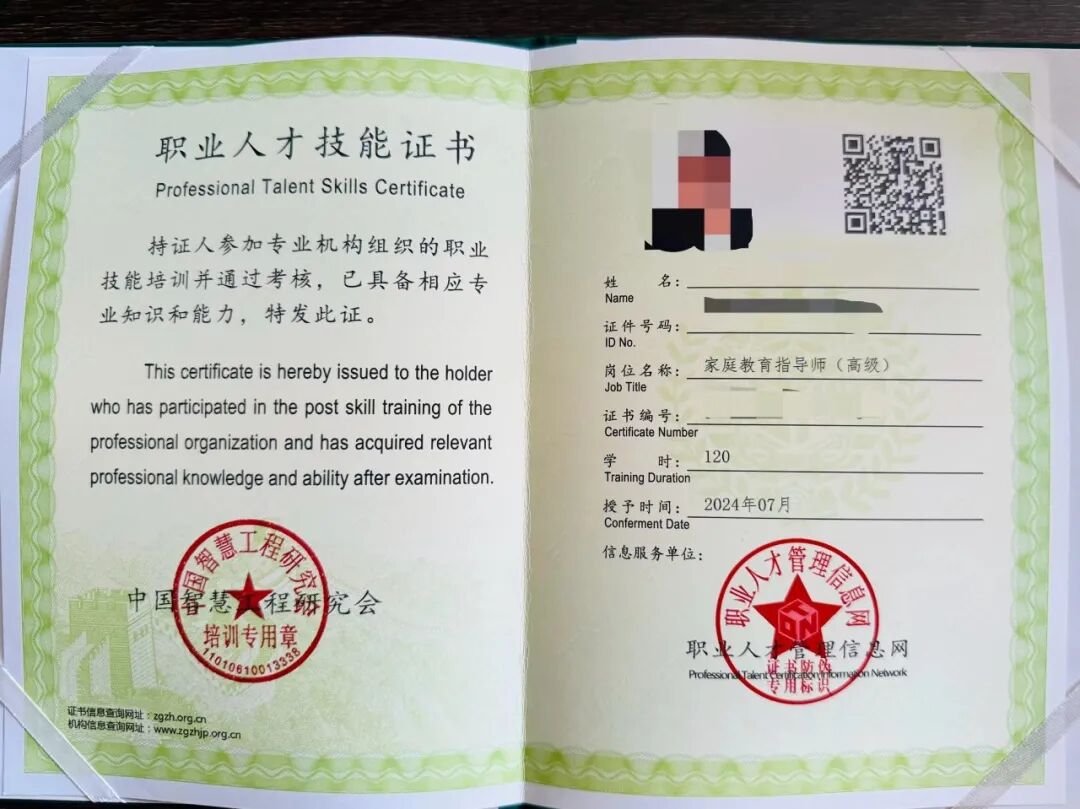 职业人才技能证书
Professional Talent Skills Certificate
持证人参加专业机构组织的职业
技能培训并通过考核，已具备相应专
业知识和能力，特发此证。
This certificate is hereby issued to the holder
who has participated in the post skill training of the
professional organization and has acquired relevant
professional knowledge and ability after examination.
中国智慧工程研究会
中国智慧工程研究会
培训专用章
11010610013338
证书信息查询网址：zgzh.org.cn
机构信息查询网址：www.zgzhjp.org.cn
姓 名：
Name
证件号码：
ID No.
岗位名称：家庭教育指导师（高级）
Job Title
证书编号：
Certificate Number
学 时：120
Training Duration
授予时间：2024年07月
Conferment Date
信息服务单位：
职业人才管理信息网
职业人才管理信息网
Professional Talent Certification Information Network
证书防伪
专用标识